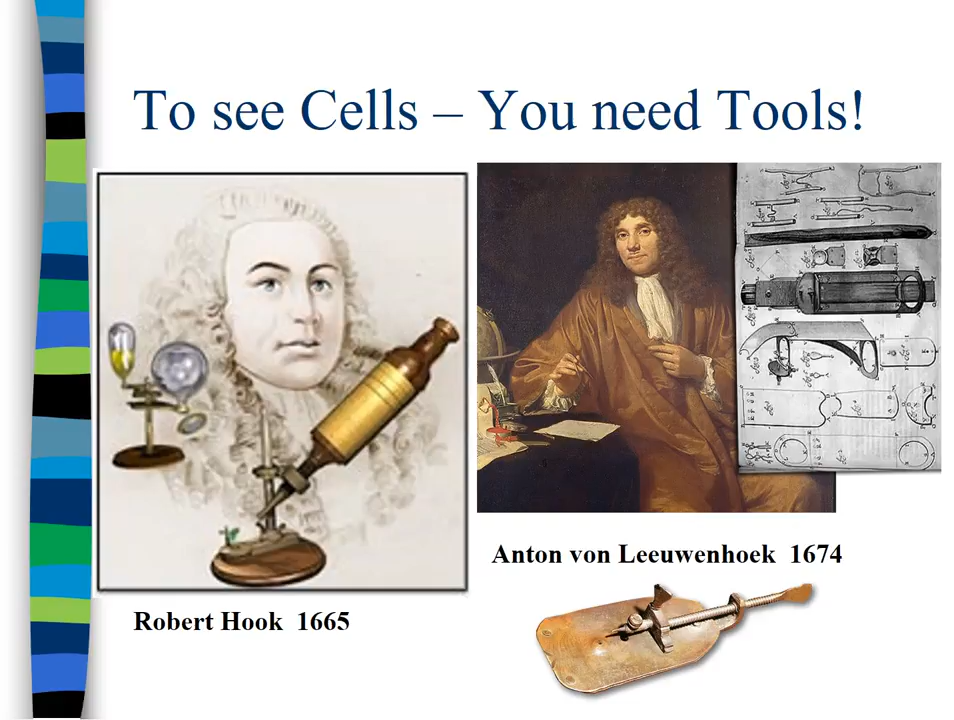 To see Cells – You need Tools!
Anton von Leeuwenhoek 1674
Robert Hook 1665